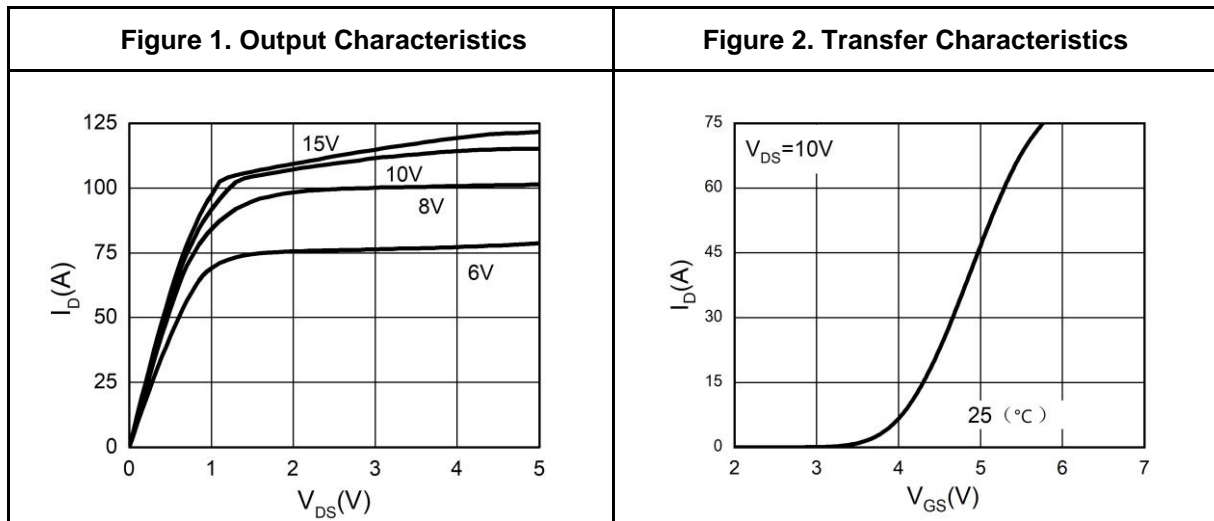 Figure 1. Output Characteristics
125
100
75
50
25
0
15V
10V
8V
6V
0 1 2 3 4 5
I_D(A)
V_DS(V)
Figure 2. Transfer Characteristics
75
60
45
30
15
0
V_DS=10V
25（℃）
2 3 4 5 6 7
I_D(A)
V_GS(V)